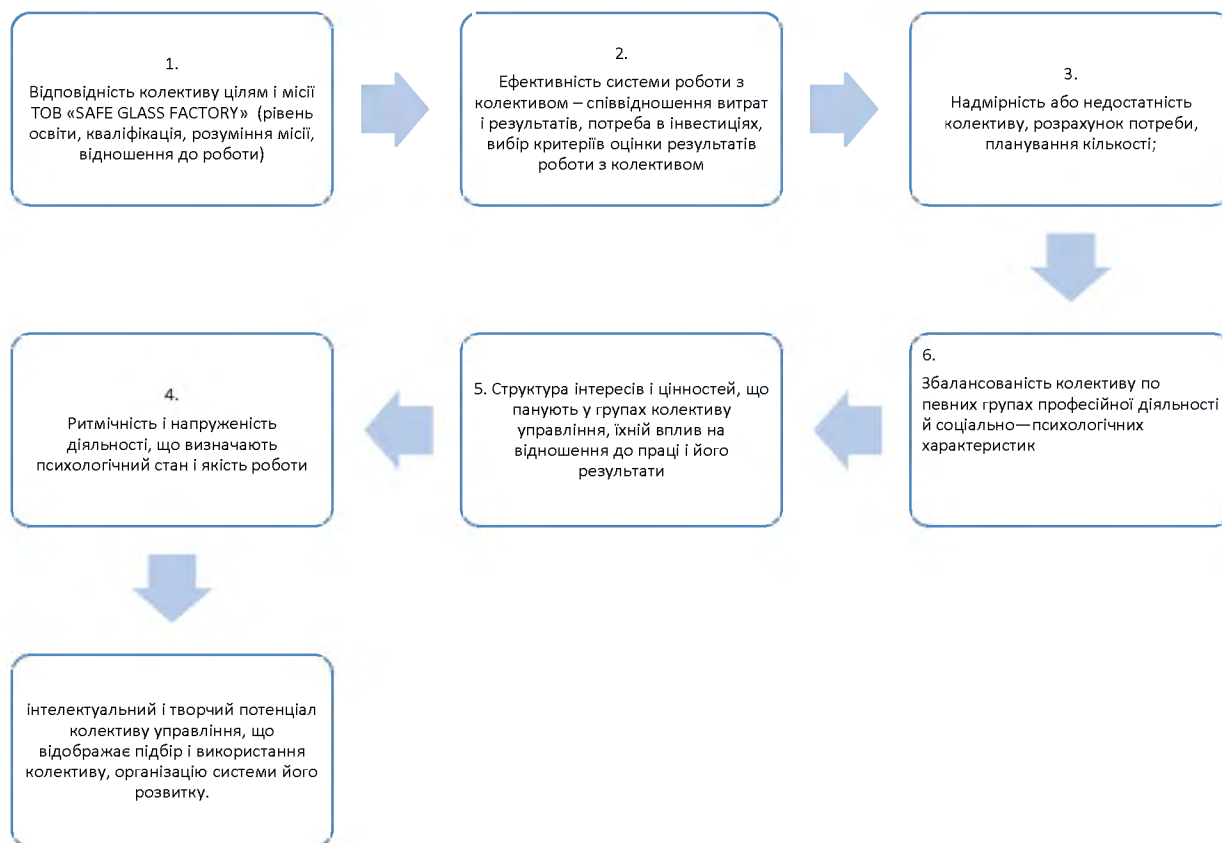 1.
Відповідність колективу цілям і місії
ТОВ «SAFE GLASS FACTORY» (рівень
освіти, кваліфікація, розуміння місії,
відношення до роботи)
2.
Ефективність системи роботи з
колективом – співвідношення витрат
і результатів, потреба в інвестиціях,
вибір критеріїв оцінки результатів
роботи з колективом
3.
Надмірність або недостатність
колективу, розрахунок потреби,
планування кількості;
6.
Збалансованість колективу по
певних групах професійної діяльності
й соціально—психологічних
характеристик
5. Структура інтересів і цінностей, що
панують у групах колективу
управління, їхній вплив на
відношення до праці і його
результати
4.
Ритмічність і напруженість
діяльності, що визначають
психологічний стан і якість роботи
інтелектуальний і творчий потенціал
колективу управління, що
відображає підбір і використання
колективу, організацію системи його
розвитку.